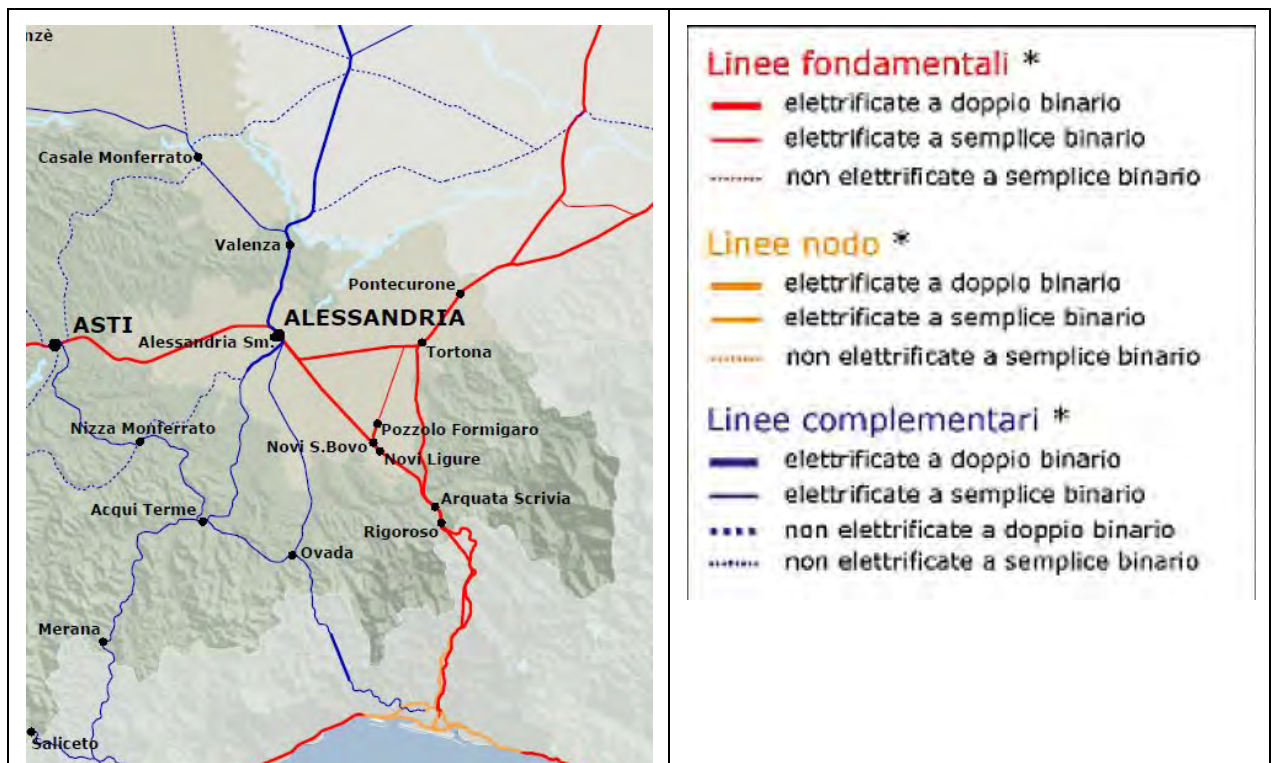 nzè
Casale Monferrato
Valenza
Pontecurone
ASTI
ALESSANDRIA
Alessandria Sm.
Tortona
Nizza Monferrato
Pozzolo Formigaro
Novi S.Bovo
Novi Ligure
Acqui Terme
Arquata Scrivia
Rigoroso
Ovada
Merana
Saliceto
Linee fondamentali *
elettrificate a doppio binario
elettrificate a semplice binario
non elettrificate a semplice binario
Linee nodo *
elettrificate a doppio binario
elettrificate a semplice binario
non elettrificate a semplice binario
Linee complementari *
elettrificate a doppio binario
elettrificate a semplice binario
non elettrificate a doppio binario
non elettrificate a semplice binario